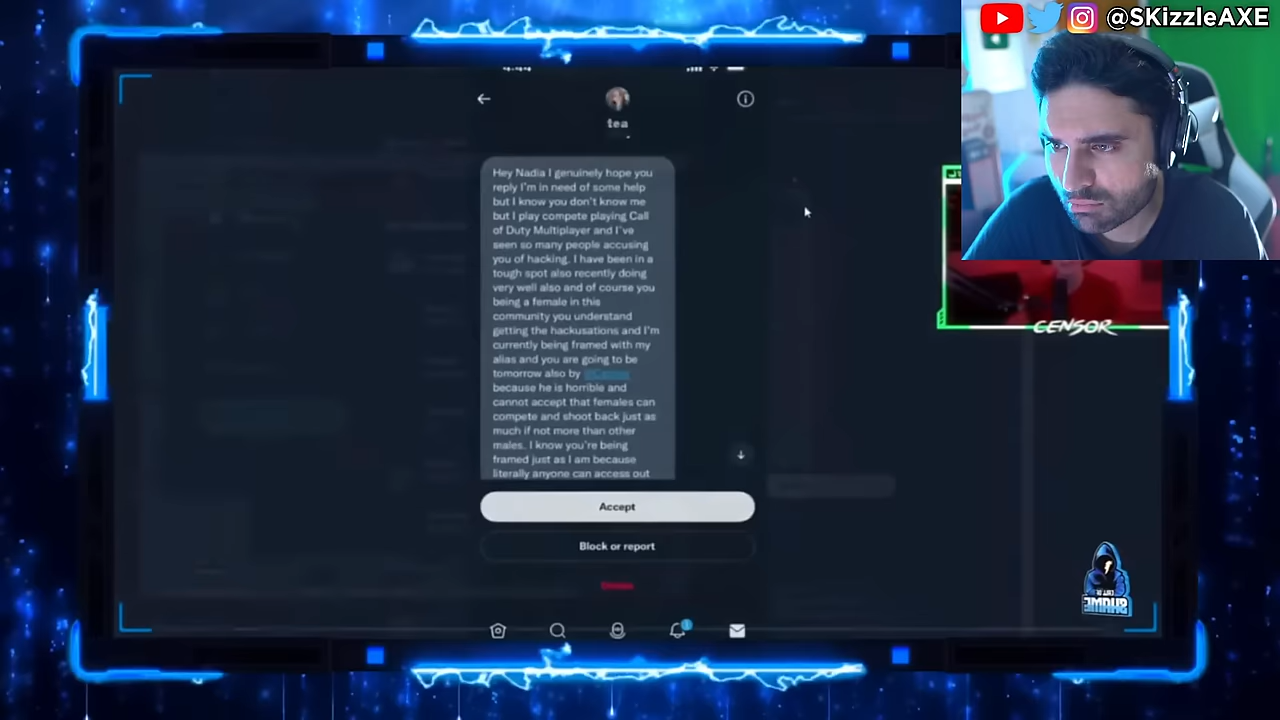 @SKizzleAXE
tea
Hey Nadia I genuinely hope you
reply I'm in need of some help
but I know you don't know me
but I play compete playing Call
of Duty Multiplayer and I've
seen so many people accusing
you of hacking. I have been in a
tough spot also recently doing
very well also and of course you
being a female in this
community you understand
getting the hackusations and I'm
currently being framed with my
alias and you are going to be
tomorrow also by @Censor
because he is horrible and
cannot accept that females can
compete and shoot back just as
much if not more than other
males. I know you're being
framed just as I am because
literally anyone can access out
Accept
Block or report
CENSOR
SHAME